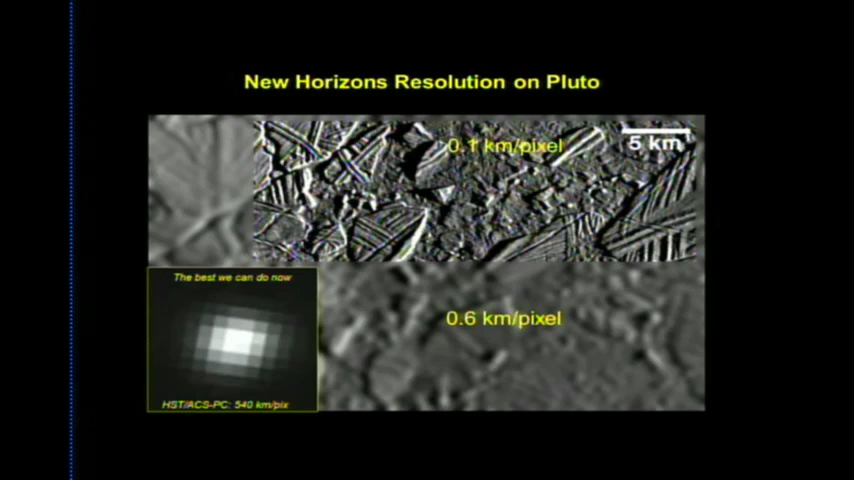 New Horizons Resolution on Pluto
0.1 km/pixel
5 km
The best we can do now
0.6 km/pixel
HST/ACS-PC: 540 km/pix